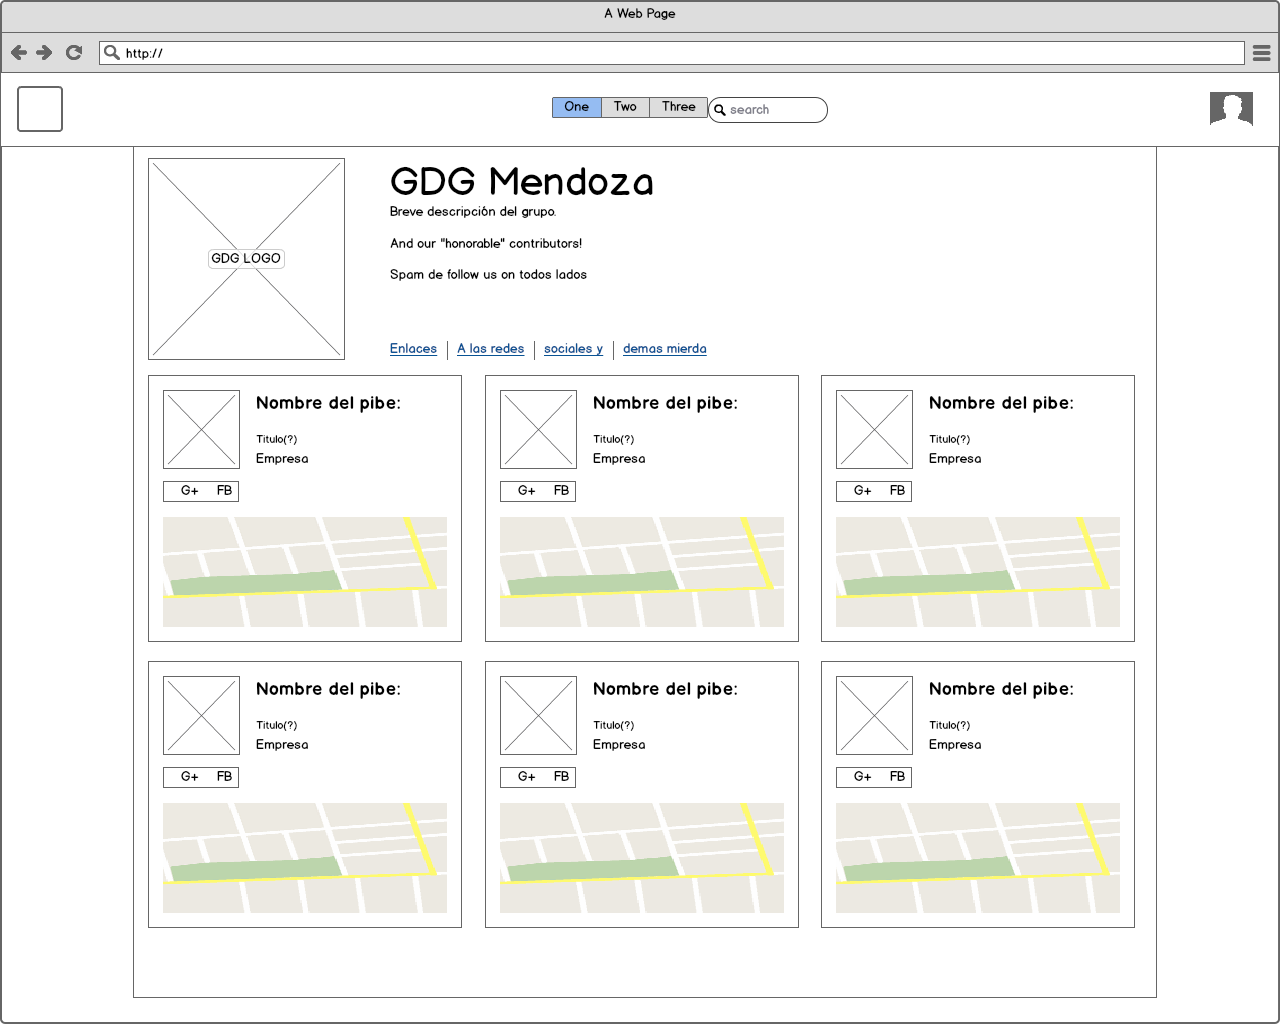 A Web Page
http://
One Two Three search
GDG LOGO
GDG Mendoza
Breve descripción del grupo.
And our "honorable" contributors!
Spam de follow us on todos lados
Enlaces A las redes sociales y demas mierda
Nombre del pibe:
Titulo(?)
Empresa
G+ FB
Nombre del pibe:
Titulo(?)
Empresa
G+ FB
Nombre del pibe:
Titulo(?)
Empresa
G+ FB
Nombre del pibe:
Titulo(?)
Empresa
G+ FB
Nombre del pibe:
Titulo(?)
Empresa
G+ FB
Nombre del pibe:
Titulo(?)
Empresa
G+ FB